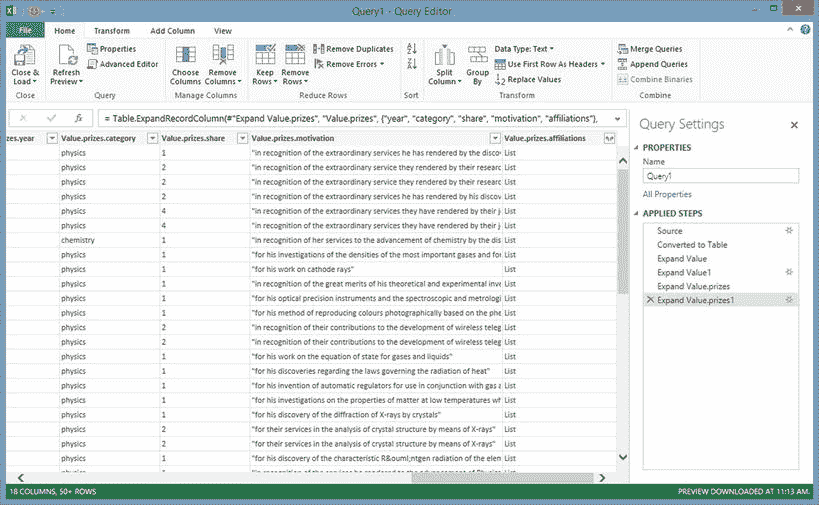 Query1 - Query Editor
File Home Transform Add Column View
Close & Load
Refresh Preview
Properties
Advanced Editor
Choose Columns
Remove Columns
Keep Rows
Remove Rows
Remove Duplicates
Remove Errors
Split Column
Group By
Data Type: Text
Use First Row As Headers
Replace Values
Merge Queries
Append Queries
Combine Binaries
Close Query Manage Columns Reduce Rows Sort Transform Combine
= Table.ExpandRecordColumn(#"Expand Value.prizes", "Value.prizes", {"year", "category", "share", "motivation", "affiliations"},
zes.year Value.prizes.category Value.prizes.share Value.prizes.motivation Value.prizes.affiliations
physics 1 "in recognition of the extraordinary services he has rendered by the disco List
physics 2 "in recognition of the extraordinary service they rendered by their researc List
physics 2 "in recognition of the extraordinary service they rendered by their researc List
physics 2 "in recognition of the extraordinary services he has rendered by his discov List
physics 4 "in recognition of the extraordinary services they have rendered by their j List
physics 4 "in recognition of the extraordinary services they have rendered by their j List
chemistry 1 "in recognition of her services to the advancement of chemistry by the dis List
physics 1 "for his investigations of the densities of the most important gases and fo List
physics 1 "for his work on cathode rays" List
physics 1 "in recognition of the great merits of his theoretical and experimental inve List
physics 1 "for his optical precision instruments and the spectroscopic and metrologi List
physics 1 "for his method of reproducing colours photographically based on the phe List
physics 2 "in recognition of their contributions to the development of wireless teleg List
physics 2 "in recognition of their contributions to the development of wireless teleg List
physics 1 "for his work on the equation of state for gases and liquids" List
physics 1 "for his discoveries regarding the laws governing the radiation of heat" List
physics 1 "for his invention of automatic regulators for use in conjunction with gas a List
physics 1 "for his investigations on the properties of matter at low temperatures wh List
physics 1 "for his discovery of the diffraction of X-rays by crystals" List
physics 2 "for their services in the analysis of crystal structure by means of X-rays" List
physics 2 "for their services in the analysis of crystal structure by means of X-rays" List
physics 1 "for his discovery of the characteristic R&ouml;ntgen radiation of the elem List
physics 1 "in recognition of the services he rendered to the advancement of Physic List
Query Settings
PROPERTIES
Name
Query1
All Properties
APPLIED STEPS
Source
Converted to Table
Expand Value
Expand Value1
Expand Value.prizes
Expand Value.prizes1
18 COLUMNS, 50+ ROWS
PREVIEW DOWNLOADED AT 11:13 AM.